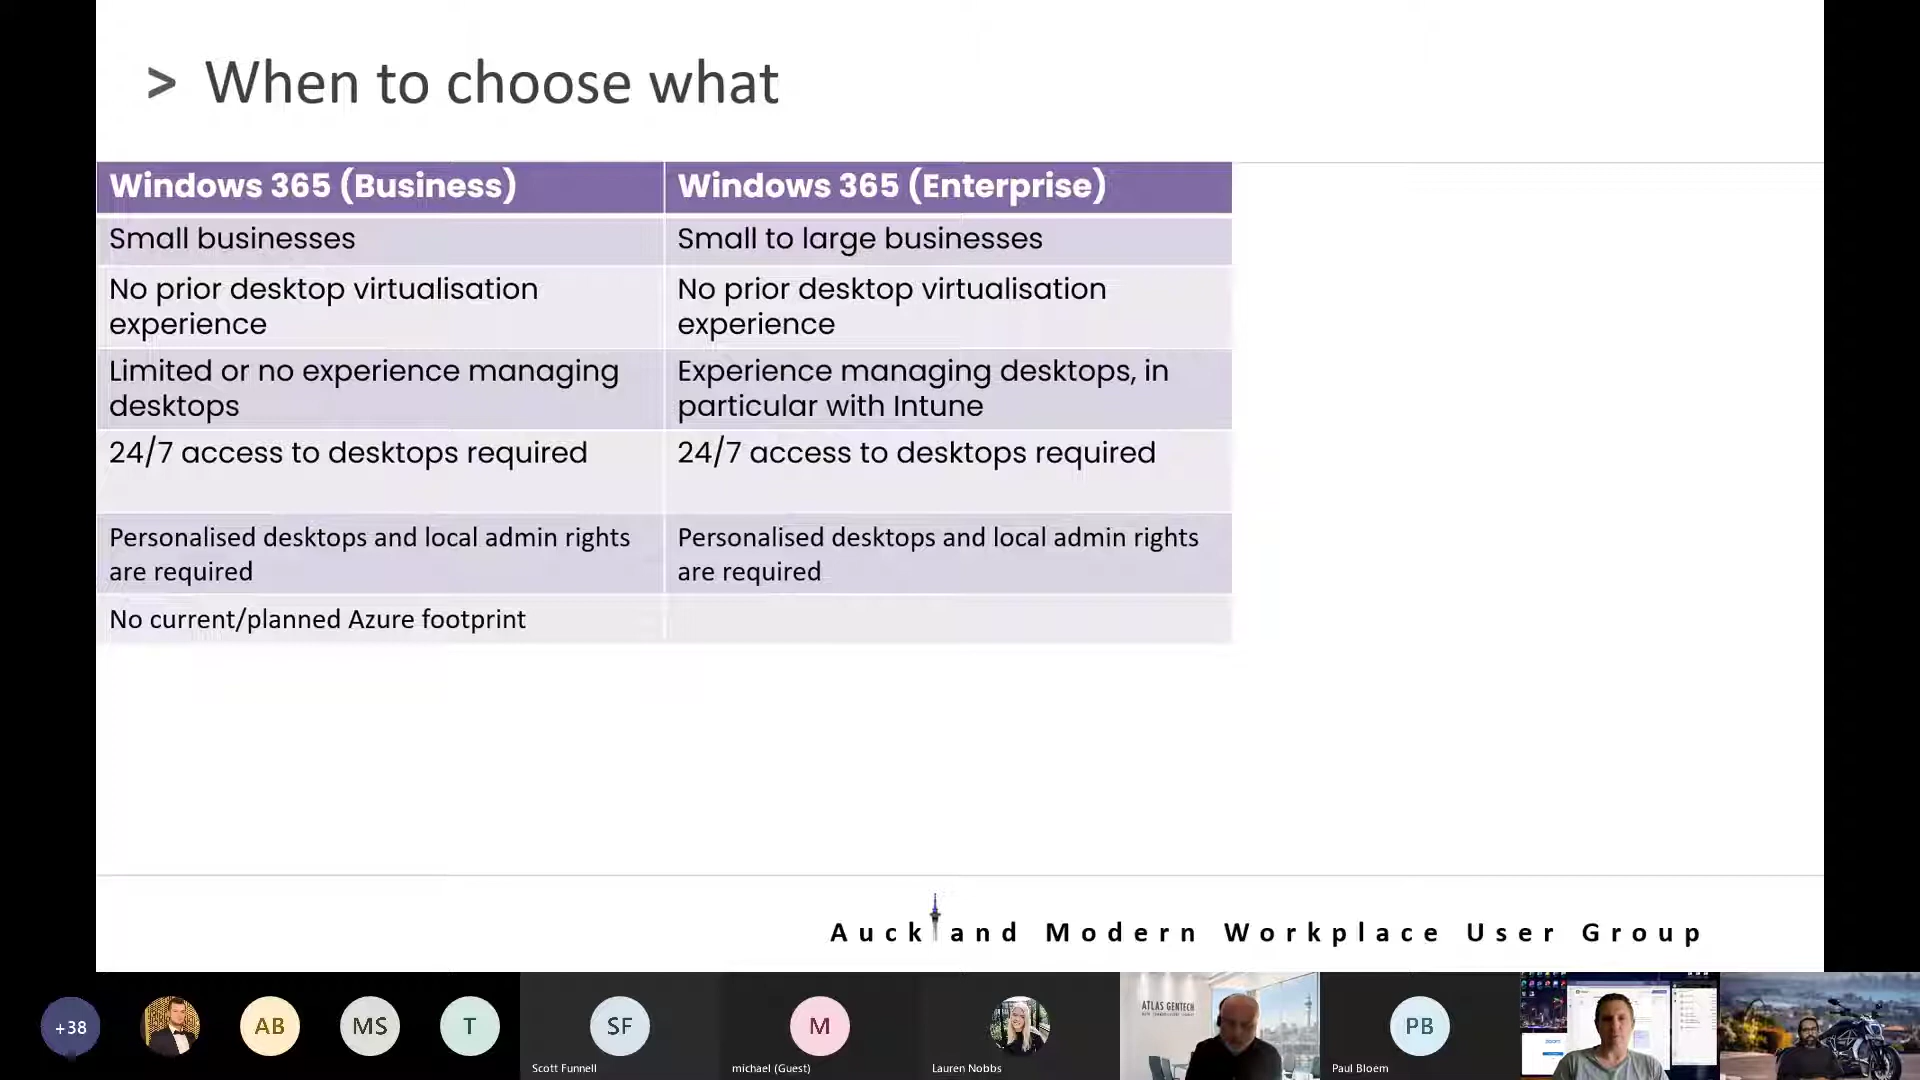 > When to choose what
Windows 365 (Business)
Windows 365 (Enterprise)
Small businesses
Small to large businesses
No prior desktop virtualisation
experience
No prior desktop virtualisation
experience
Limited or no experience managing
desktops
Experience managing desktops, in
particular with Intune
24/7 access to desktops required
24/7 access to desktops required
Personalised desktops and local admin rights
are required
Personalised desktops and local admin rights
are required
No current/planned Azure footprint
Auckland Modern Workplace User Group
+38
AB
MS
T
SF
Scott Funnell
M
michael (Guest)
Lauren Nobbs
ATLAS GENTECH
PB
Paul Bloem